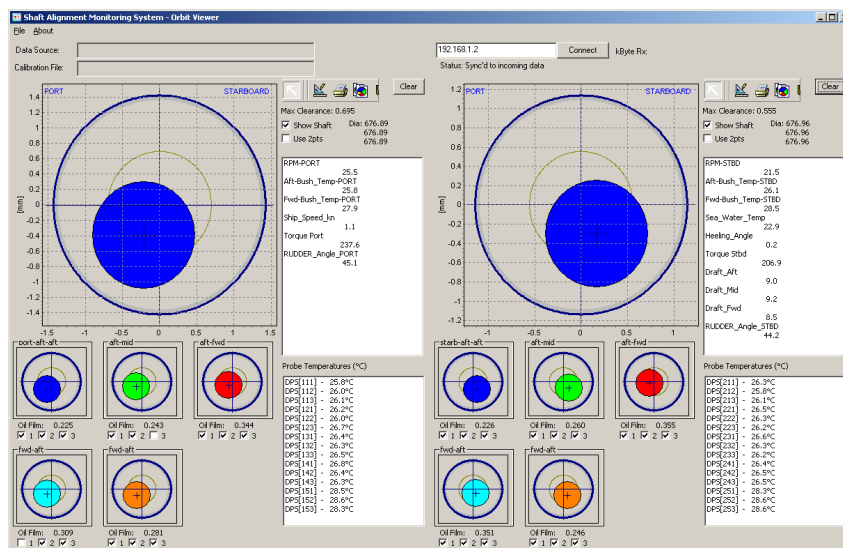 Shaft Alignment Monitoring System - Orbit Viewer
File About
Data Source:
192.168.1.2 Connect kByte Rx:
Calibration File:
Status: Sync'd to incoming data
PORT STARBOARD
Clear
Max Clearance: 0.695
Show Shaft Dia: 676.89
676.89
Use 2pts 676.89
1.4
1.2
1
0.8
0.6
0.4
0.2
0
-0.2
-0.4
-0.6
-0.8
-1
-1.2
-1.4
[mm]
-1.5 -1 -0.5 0 0.5 1 1.5
RPM-PORT
25.5
Aft-Bush_Temp-PORT
25.8
Fwd-Bush_Temp-PORT
27.9
Ship_Speed_kn
1.1
Torque Port
237.6
RUDDER_Angle_PORT
45.1
port-aft-aft aft-mid aft-fwd
Oil Film: 0.225 Oil Film: 0.243 Oil Film: 0.344
1 2 3 1 2 3 1 2 3
fwd-aft fwd-aft
Oil Film: 0.309 Oil Film: 0.281
1 2 3 1 2 3
Probe Temperatures (°C)
DPS[111] - 25.8°C
DPS[112] - 26.0°C
DPS[113] - 26.1°C
DPS[121] - 26.2°C
DPS[122] - 26.0°C
DPS[123] - 26.7°C
DPS[131] - 26.4°C
DPS[132] - 26.3°C
DPS[133] - 26.5°C
DPS[141] - 26.8°C
DPS[142] - 26.4°C
DPS[143] - 26.3°C
DPS[151] - 28.5°C
DPS[152] - 28.6°C
DPS[153] - 28.3°C
PORT STARBOARD
Clear
Max Clearance: 0.555
Show Shaft Dia: 676.96
676.96
Use 2pts 676.96
1.2
1
0.8
0.6
0.4
0.2
0
-0.2
-0.4
-0.6
-0.8
-1
-1.2
[mm]
-1 0 1
RPM-STBD
21.5
Aft-Bush_Temp-STBD
26.1
Fwd-Bush_Temp-STBD
28.5
Sea_Water_Temp
22.9
Heeling_Angle
0.2
Torque Stbd
206.9
Draft_Aft
9.0
Draft_Mid
9.2
Draft_Fwd
8.5
RUDDER_Angle_STBD
44.2
starb-aft-aft aft-mid aft-fwd
Oil Film: 0.226 Oil Film: 0.260 Oil Film: 0.355
1 2 3 1 2 3 1 2 3
fwd-aft fwd-aft
Oil Film: 0.351 Oil Film: 0.246
1 2 3 1 2 3
Probe Temperatures (°C)
DPS[211] - 26.3°C
DPS[212] - 25.8°C
DPS[213] - 26.1°C
DPS[221] - 26.5°C
DPS[222] - 26.3°C
DPS[223] - 26.2°C
DPS[231] - 26.6°C
DPS[232] - 26.3°C
DPS[233] - 26.2°C
DPS[241] - 26.4°C
DPS[242] - 26.5°C
DPS[243] - 26.5°C
DPS[251] - 28.3°C
DPS[252] - 28.6°C
DPS[253] - 28.6°C